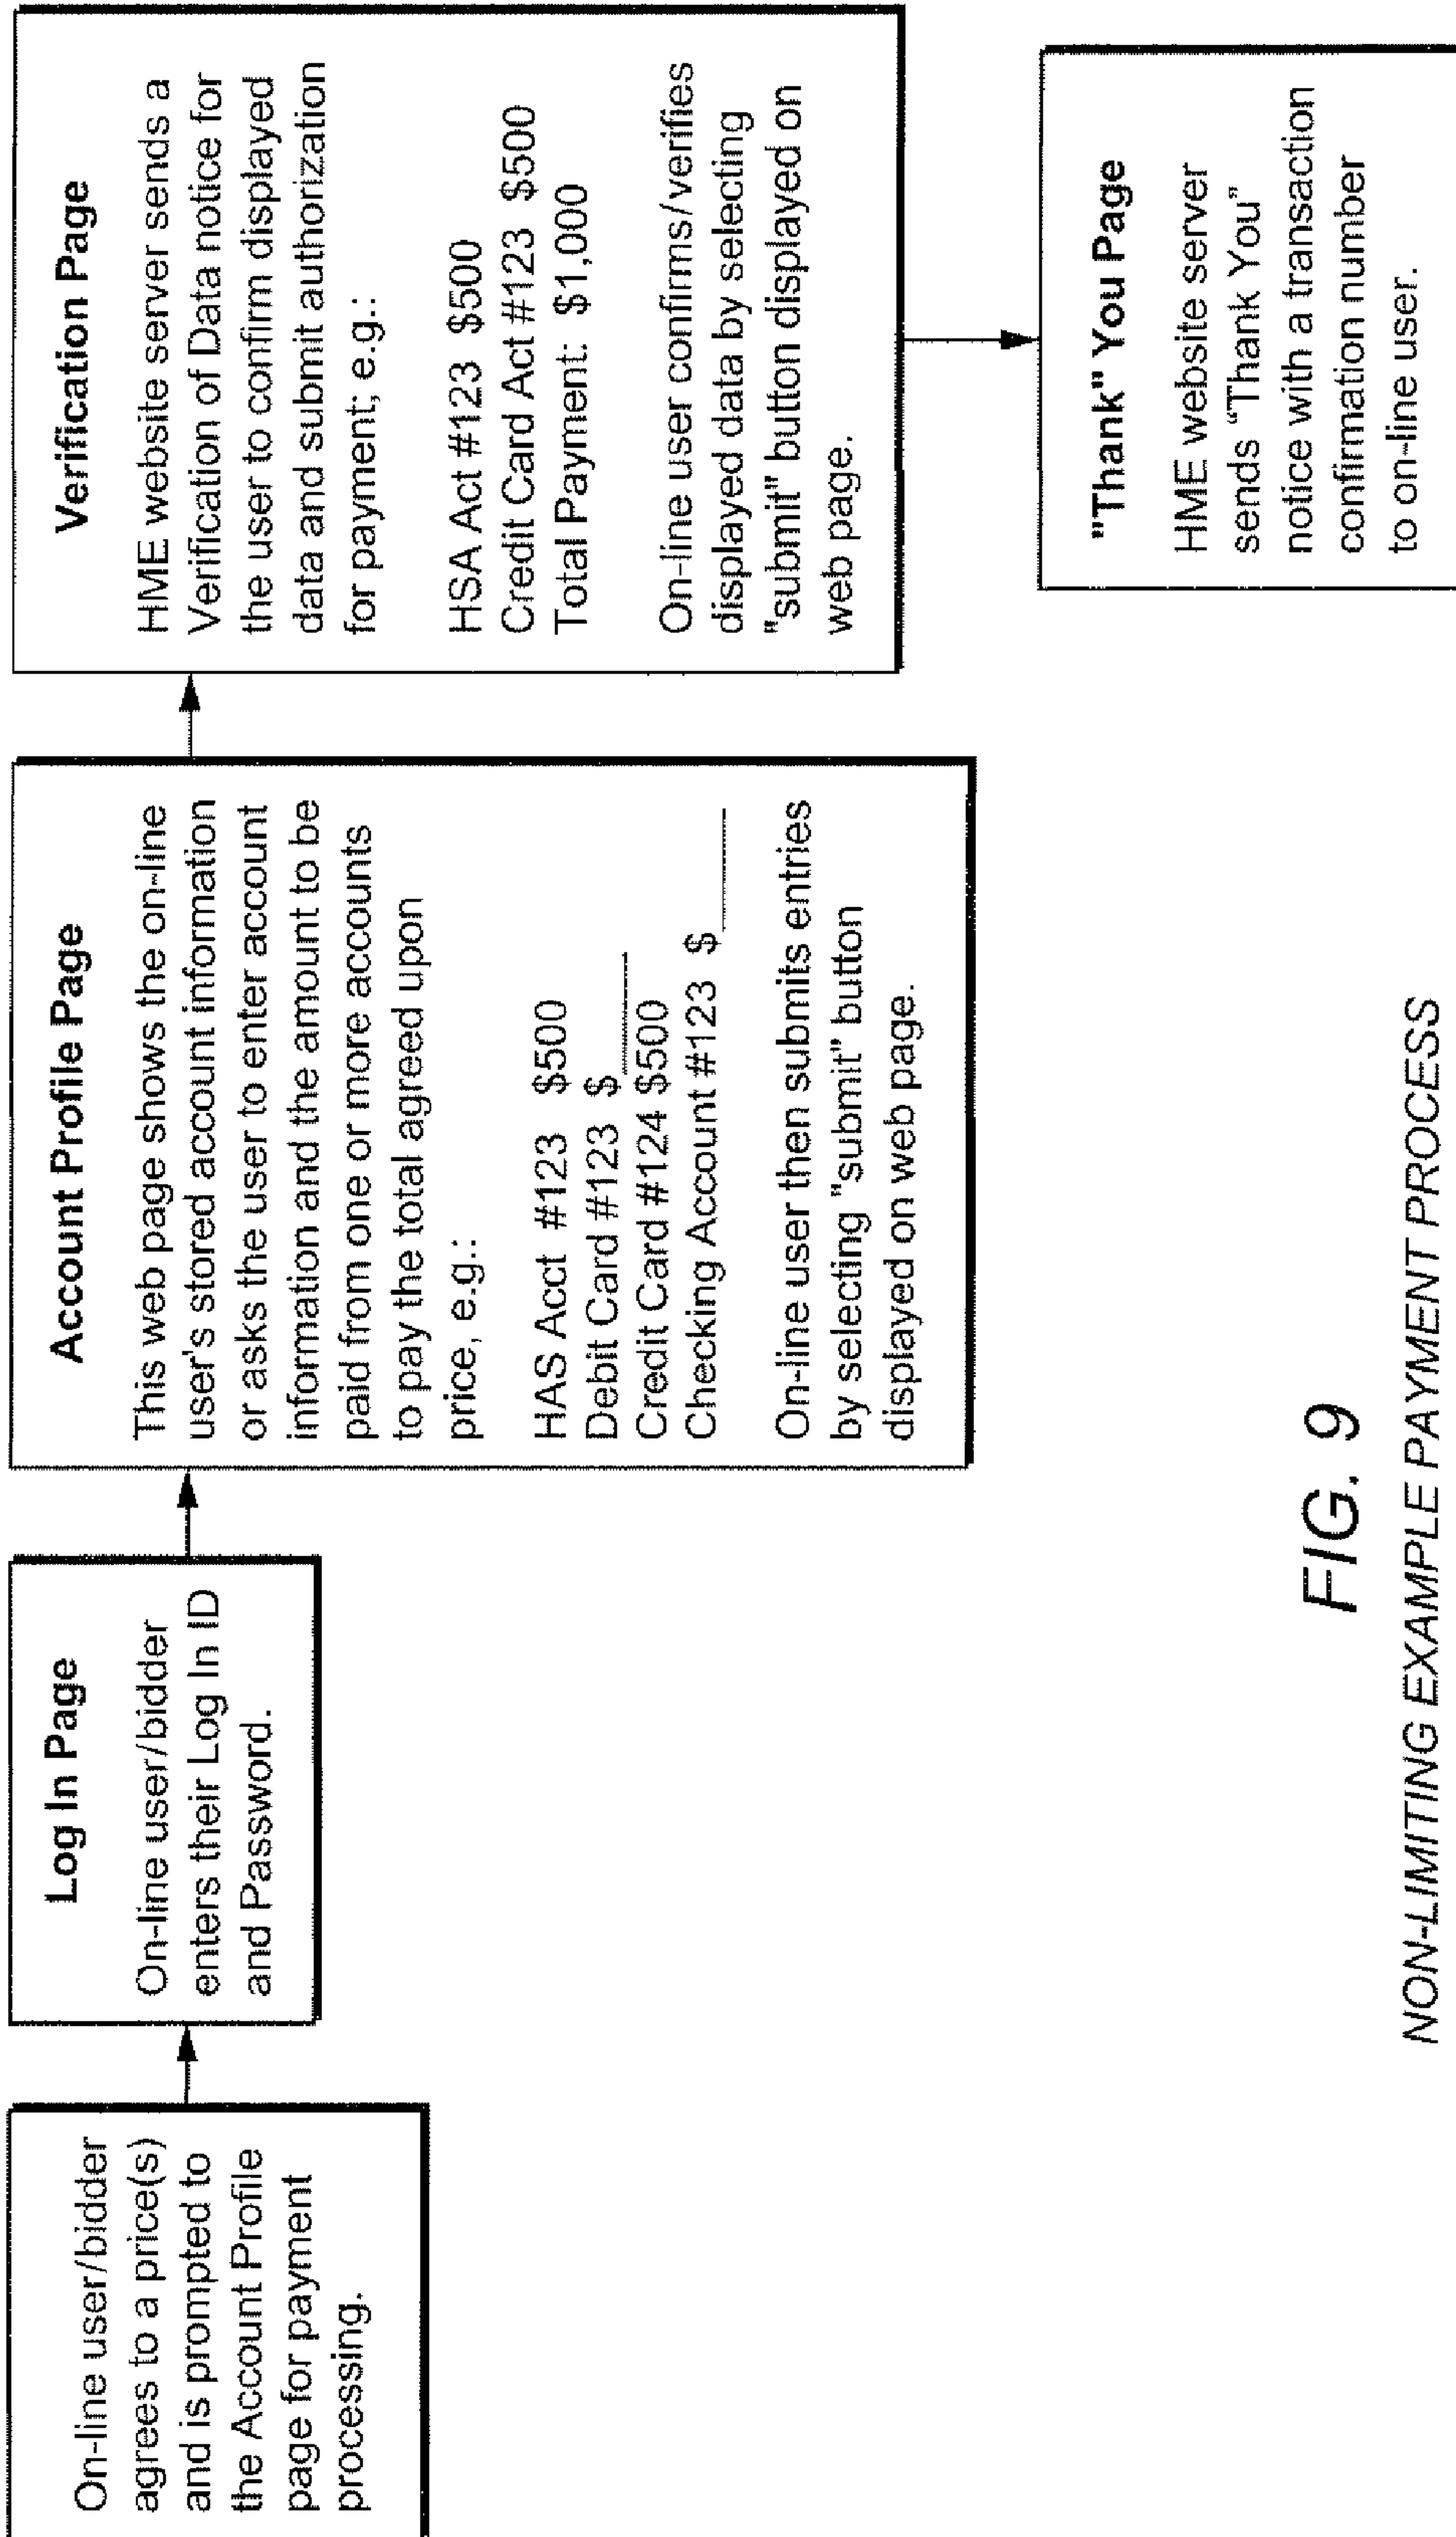 On-line user/bidder
agrees to a price(s)
and is prompted to
the Account Profile
page for payment
processing.
Log In Page
On-line user/bidder
enters their Log In ID
and Password.
Account Profile Page
This web page shows the on-line
user's stored account information
or asks the user to enter account
information and the amount to be
paid from one or more accounts
to pay the total agreed upon
price, e.g.:
HAS Acct #123 $500
Debit Card #123 $
Credit Card #124 $500
Checking Account #123 $
On-line user then submits entries
by selecting "submit" button
displayed on web page.
Verification Page
HME website server sends a
Verification of Data notice for
the user to confirm displayed
data and submit authorization
for payment; e.g.:
HSA Act #123 $500
Credit Card Act #123 $500
Total Payment: $1,000
On-line user confirms/verifies
displayed data by selecting
"submit" button displayed on
web page.
"Thank" You Page
HME website server
sends “Thank You”
notice with a transaction
confirmation number
to on-line user.
FIG. 9
NON-LIMITING EXAMPLE PAYMENT PROCESS